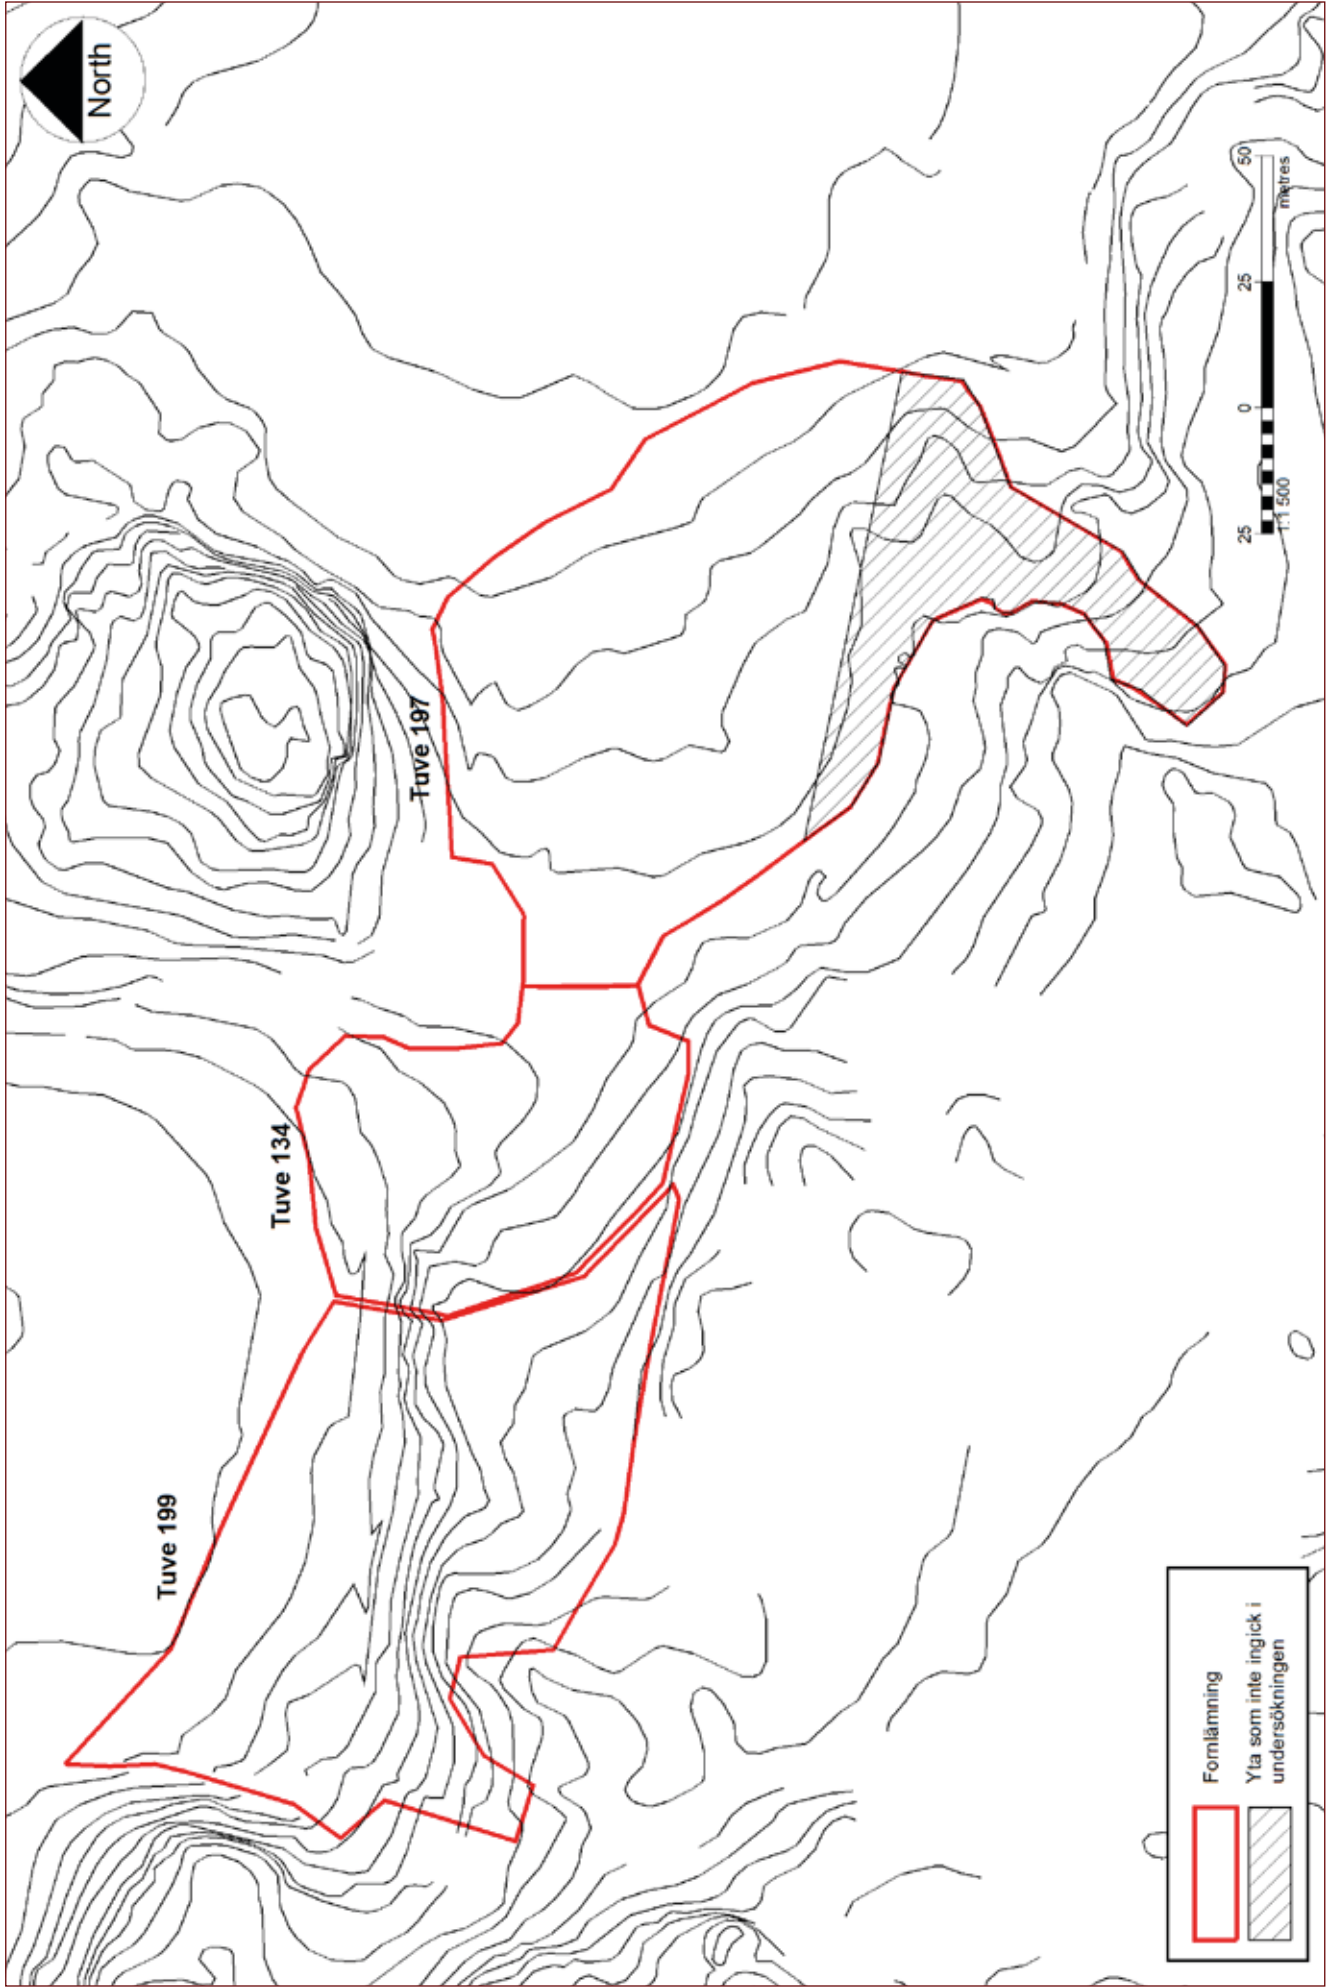 North
Tuve 199
Tuve 134
Tuve 197
Fornlämning
Yta som inte ingick i
undersökningen
25
0
25
50
1:1 500
metres